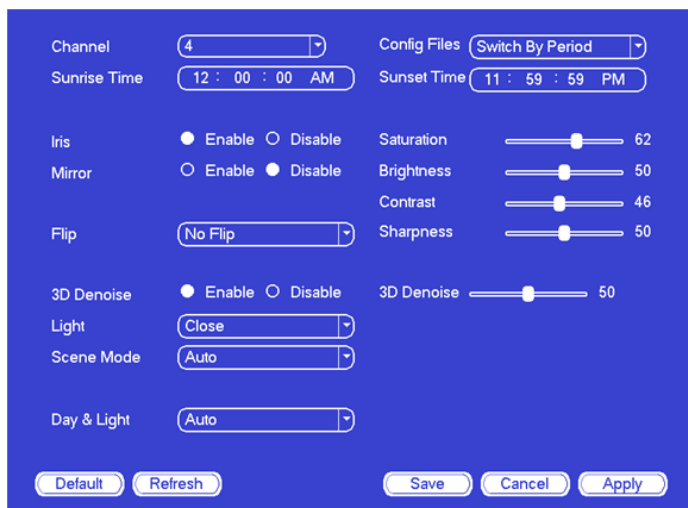 Channel 4 Config Files Switch By Period
Sunrise Time 12 : 00 : 00 AM Sunset Time 11 : 59 : 59 PM
Iris Enable Disable Saturation 62
Mirror Enable Disable Brightness 50
Contrast 46
Flip No Flip Sharpness 50
3D Denoise Enable Disable 3D Denoise 50
Light Close
Scene Mode Auto
Day & Light Auto
Default Refresh Save Cancel Apply